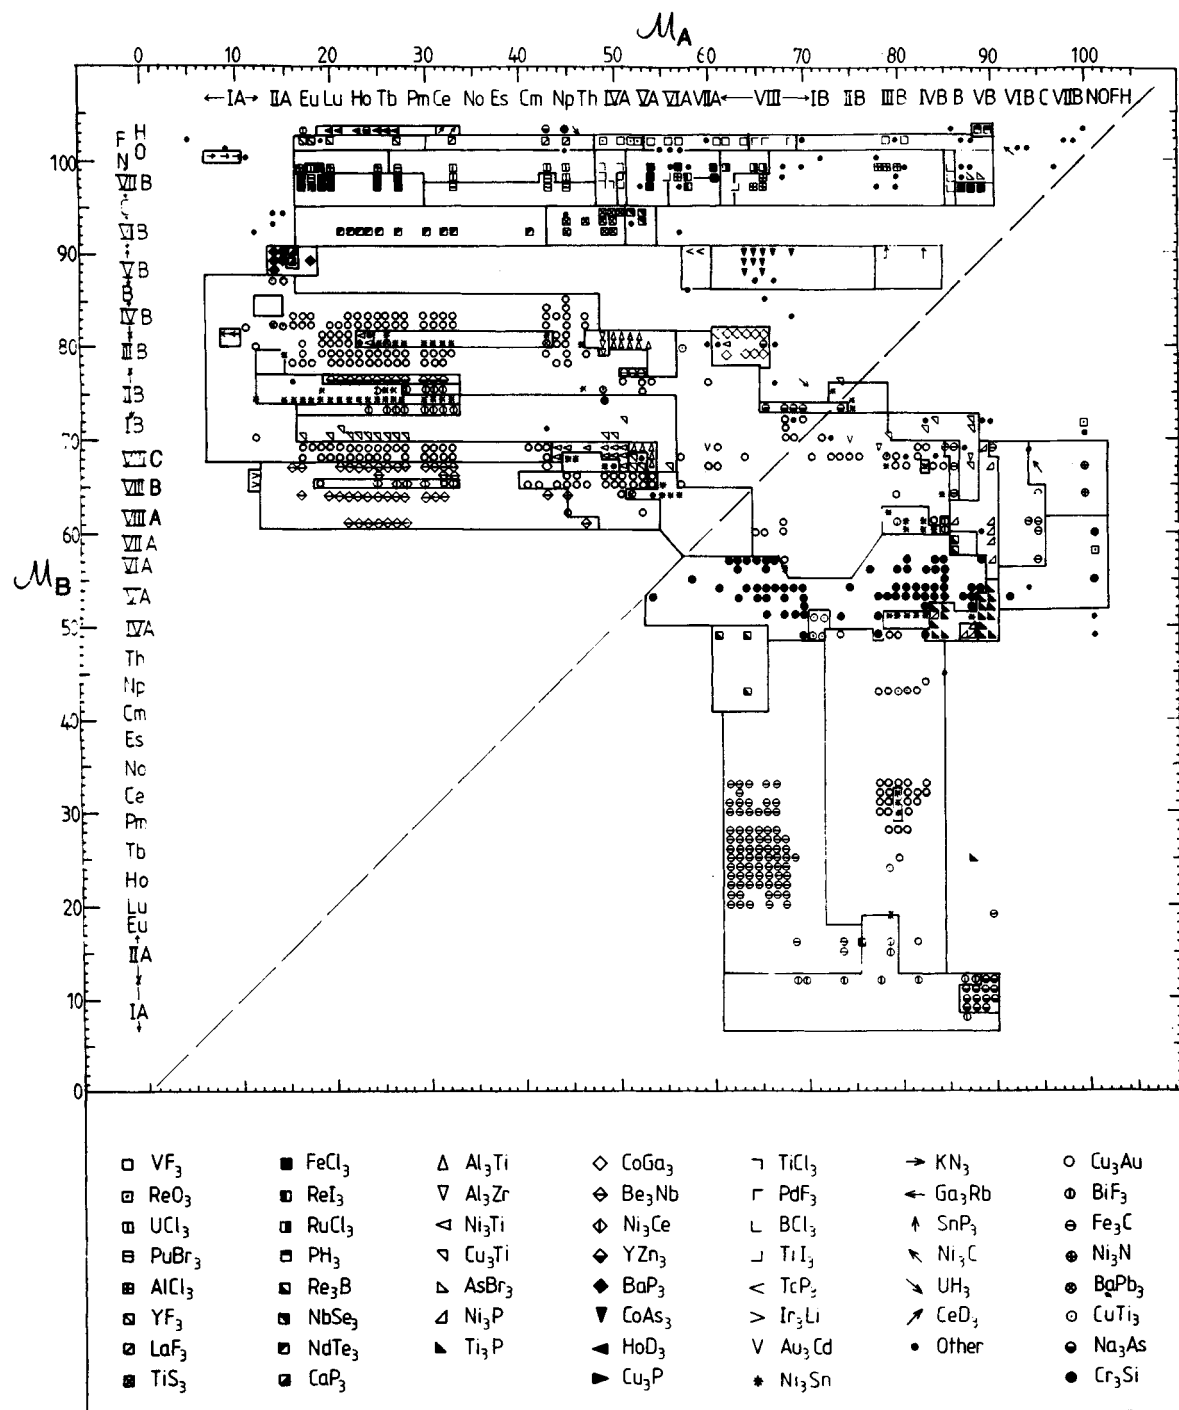 ℳA
0 10 20 30 40 50 60 70 80 90 100
←IA→ IIA Eu Lu Ho Tb Pm Ce No Es Cm Np Th IVA VA VIA VIIA ←VIII→ IB IIB IIIB IVB B VB VIB C VIIB N O F H
H
F
O
N
100
VIIB
C
VIB
90
VB
B
IVB
80
IIIB
IIB
IB
70
VIIIC
VIIIB
VIIIA
60
VIIA
VIA
ℳB
VA
50
IVA
Th
Np
Cm
40
Es
No
Ce
30
Pm
Tb
Ho
20
Lu
Eu
IIA
10
IA
0
VF3 FeCl3 Al3Ti CoGa3 TiCl3 KN3 Cu3Au
ReO3 ReI3 Al3Zr Be3Nb PdF3 Ga3Rb BiF3
UCl3 RuCl3 Ni3Ti Ni3Ce BCl3 SnP3 Fe3C
PuBr3 PH3 Cu3Ti YZn3 TiI3 Ni3C Ni3N
AlCl3 Re3B AsBr3 BaP3 TcP3 UH3 BaPb3
YF3 NbSe3 Ni3P CoAs3 Ir3Li CeD3 CuTi3
LaF3 NdTe3 Ti3P HoD3 Au3Cd Other Na3As
TiS3 CaP3 Cu3P Ni3Sn Cr3Si